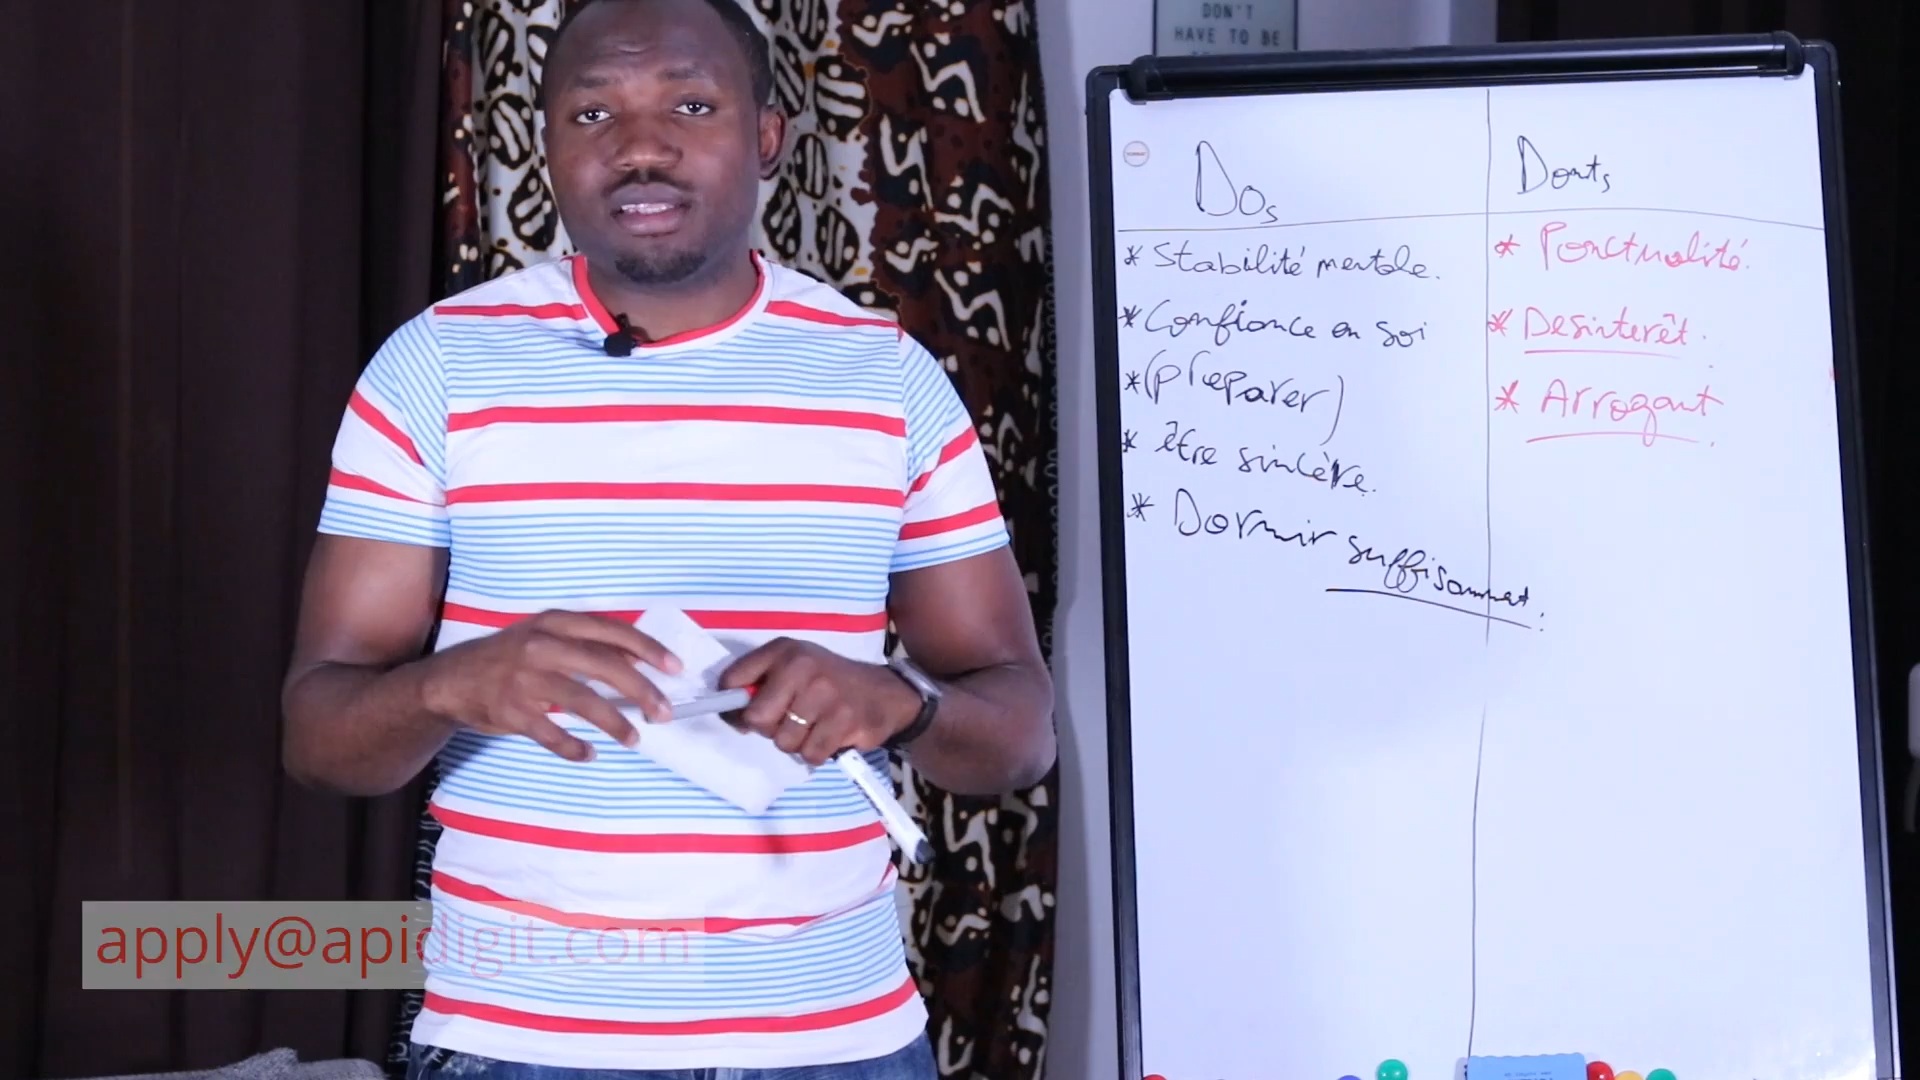 DON'T
HAVE TO BE
Dos
Donts
* Stabilité mentale.
* Confiance en soi
* (préparer)
* être sincère.
* Dormir suffisamment.
* Ponctualité.
* Desinterêt.
* Arrogant
apply@apidigit.com